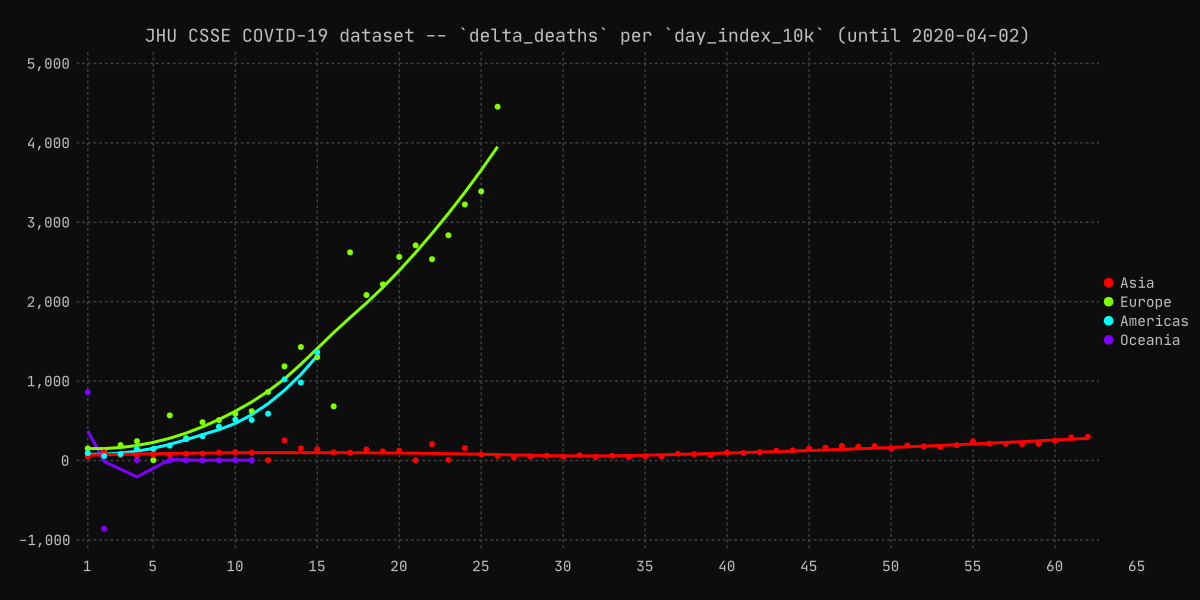 JHU CSSE COVID-19 dataset -- `delta_deaths` per `day_index_10k` (until 2020-04-02)
5,000
4,000
3,000
2,000
1,000
0
-1,000
1 5 10 15 20 25 30 35 40 45 50 55 60 65
Asia
Europe
Americas
Oceania